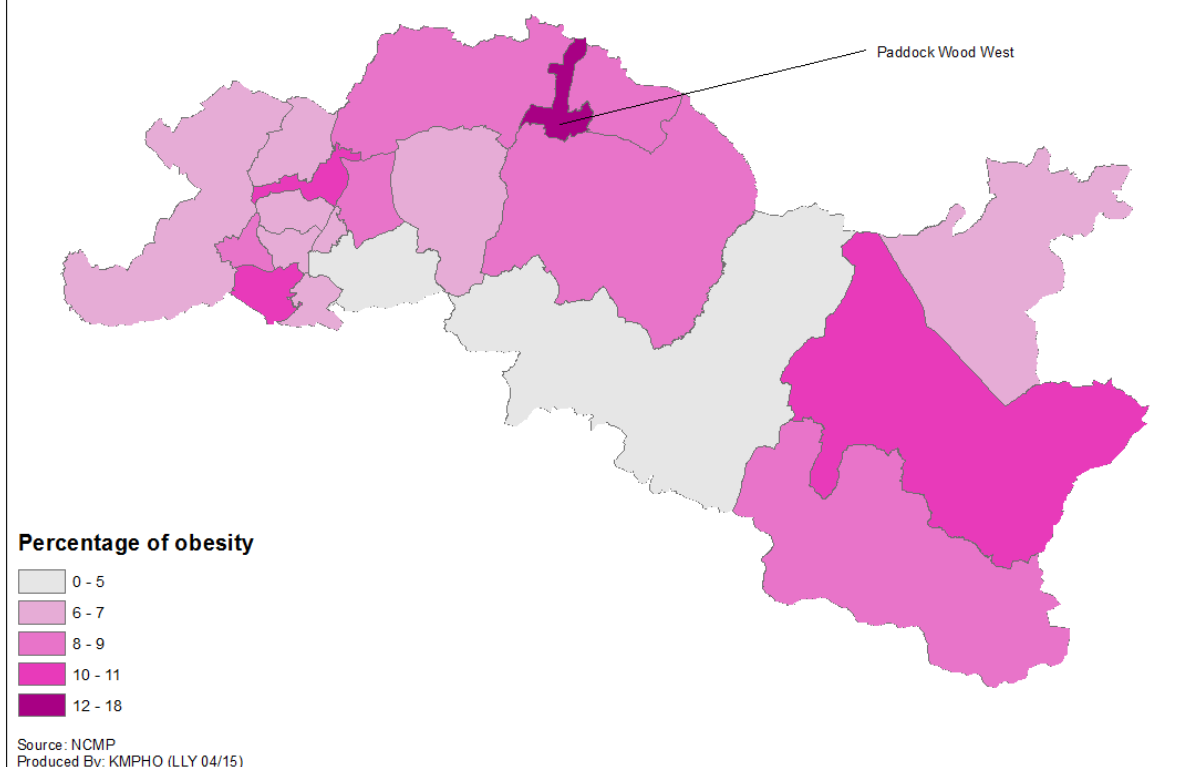 Paddock Wood West
Percentage of obesity
0 - 5
6 - 7
8 - 9
10 - 11
12 - 18
Source: NCMP
Produced By: KMPHO (LLY 04/15)